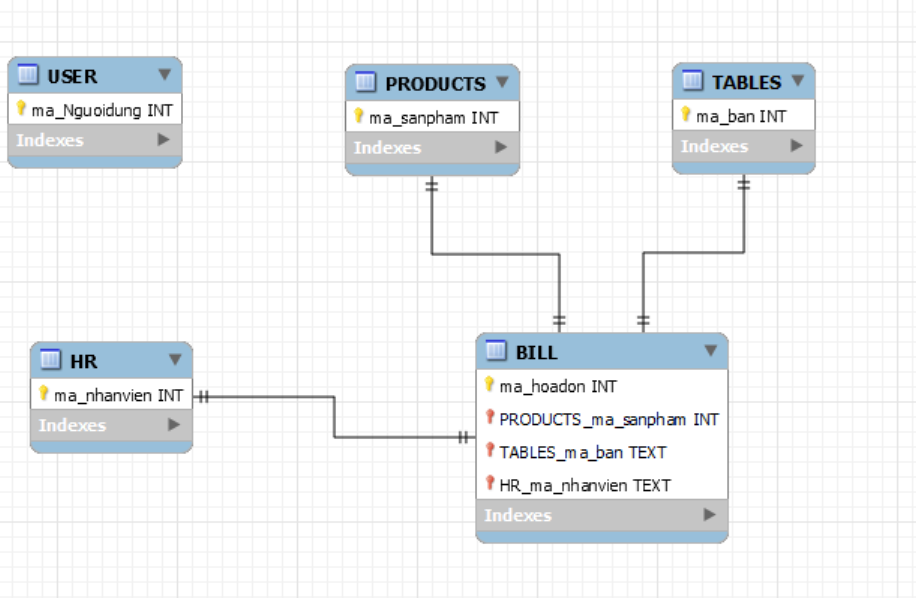 USER
ma_Nguoidung INT
Indexes
PRODUCTS
ma_sanpham INT
Indexes
TABLES
ma_ban INT
Indexes
HR
ma_nhanvien INT
Indexes
BILL
ma_hoadon INT
PRODUCTS_ma_sanpham INT
TABLES_ma_ban TEXT
HR_ma_nhanvien TEXT
Indexes